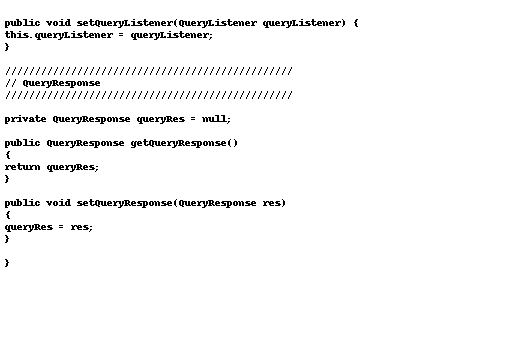 public void setQueryListener(QueryListener queryListener) {
this.queryListener = queryListener;
}
////////////////////////////////////////////////
// QueryResponse
////////////////////////////////////////////////
private QueryResponse queryRes = null;
public QueryResponse getQueryResponse()
{
return queryRes;
}
public void setQueryResponse(QueryResponse res)
{
queryRes = res;
}
}